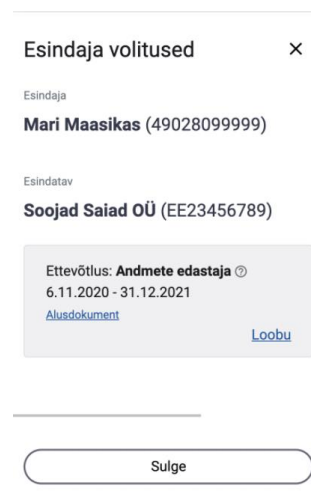 Esindaja volitused
Esindaja
Mari Maasikas (49028099999)
Esindatav
Soojad Saiad OÜ (EE23456789)
Ettevõtlus: Andmete edastaja
6.11.2020 - 31.12.2021
Alusdokument
Loobu
Sulge